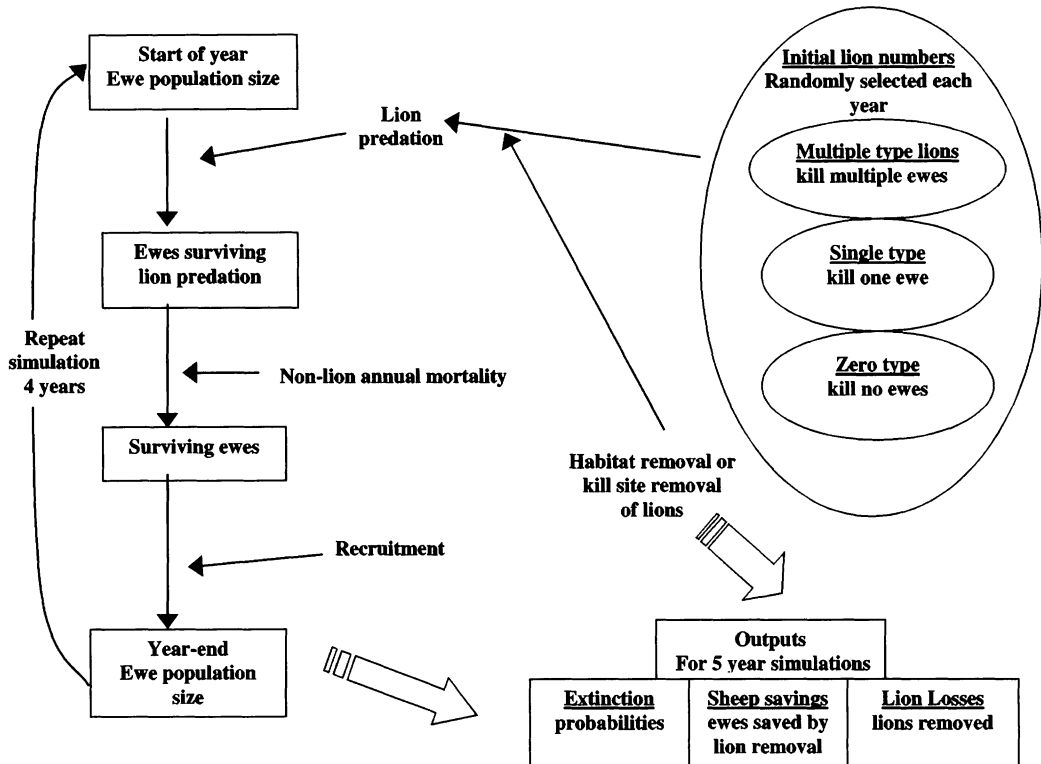 Start of year
Ewe population size
Lion
predation
Initial lion numbers
Randomly selected each
year
Multiple type lions
kill multiple ewes
Single type
kill one ewe
Zero type
kill no ewes
Ewes surviving
lion predation
Repeat
simulation
4 years
Non-lion annual mortality
Surviving ewes
Habitat removal or
kill site removal
of lions
Recruitment
Year-end
Ewe population
size
Outputs
For 5 year simulations
Extinction
probabilities
Sheep savings
ewes saved by
lion removal
Lion Losses
lions removed